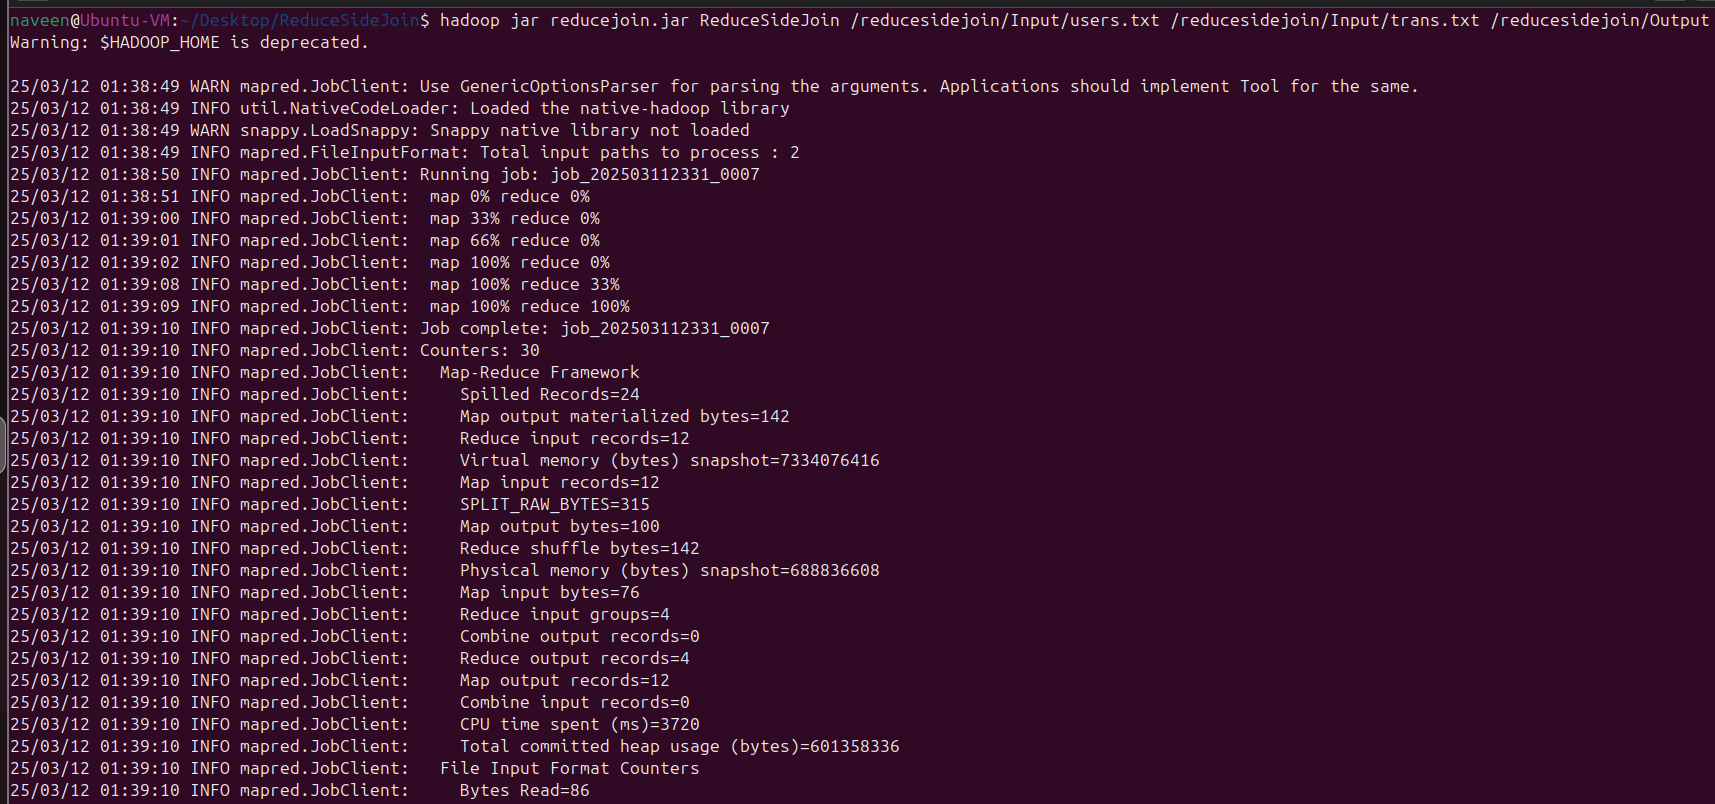 naveen@Ubuntu-VM:~/Desktop/ReduceSideJoin$ hadoop jar reducejoin.jar ReduceSideJoin /reducesidejoin/Input/users.txt /reducesidejoin/Input/trans.txt /reducesidejoin/Output
Warning: $HADOOP_HOME is deprecated.
25/03/12 01:38:49 WARN mapred.JobClient: Use GenericOptionsParser for parsing the arguments. Applications should implement Tool for the same.
25/03/12 01:38:49 INFO util.NativeCodeLoader: Loaded the native-hadoop library
25/03/12 01:38:49 WARN snappy.LoadSnappy: Snappy native library not loaded
25/03/12 01:38:49 INFO mapred.FileInputFormat: Total input paths to process : 2
25/03/12 01:38:50 INFO mapred.JobClient: Running job: job_202503112331_0007
25/03/12 01:38:51 INFO mapred.JobClient:  map 0% reduce 0%
25/03/12 01:39:00 INFO mapred.JobClient:  map 33% reduce 0%
25/03/12 01:39:01 INFO mapred.JobClient:  map 66% reduce 0%
25/03/12 01:39:02 INFO mapred.JobClient:  map 100% reduce 0%
25/03/12 01:39:08 INFO mapred.JobClient:  map 100% reduce 33%
25/03/12 01:39:09 INFO mapred.JobClient:  map 100% reduce 100%
25/03/12 01:39:10 INFO mapred.JobClient: Job complete: job_202503112331_0007
25/03/12 01:39:10 INFO mapred.JobClient: Counters: 30
25/03/12 01:39:10 INFO mapred.JobClient:   Map-Reduce Framework
25/03/12 01:39:10 INFO mapred.JobClient:     Spilled Records=24
25/03/12 01:39:10 INFO mapred.JobClient:     Map output materialized bytes=142
25/03/12 01:39:10 INFO mapred.JobClient:     Reduce input records=12
25/03/12 01:39:10 INFO mapred.JobClient:     Virtual memory (bytes) snapshot=7334076416
25/03/12 01:39:10 INFO mapred.JobClient:     Map input records=12
25/03/12 01:39:10 INFO mapred.JobClient:     SPLIT_RAW_BYTES=315
25/03/12 01:39:10 INFO mapred.JobClient:     Map output bytes=100
25/03/12 01:39:10 INFO mapred.JobClient:     Reduce shuffle bytes=142
25/03/12 01:39:10 INFO mapred.JobClient:     Physical memory (bytes) snapshot=688836608
25/03/12 01:39:10 INFO mapred.JobClient:     Map input bytes=76
25/03/12 01:39:10 INFO mapred.JobClient:     Reduce input groups=4
25/03/12 01:39:10 INFO mapred.JobClient:     Combine output records=0
25/03/12 01:39:10 INFO mapred.JobClient:     Reduce output records=4
25/03/12 01:39:10 INFO mapred.JobClient:     Map output records=12
25/03/12 01:39:10 INFO mapred.JobClient:     Combine input records=0
25/03/12 01:39:10 INFO mapred.JobClient:     CPU time spent (ms)=3720
25/03/12 01:39:10 INFO mapred.JobClient:     Total committed heap usage (bytes)=601358336
25/03/12 01:39:10 INFO mapred.JobClient:   File Input Format Counters
25/03/12 01:39:10 INFO mapred.JobClient:     Bytes Read=86